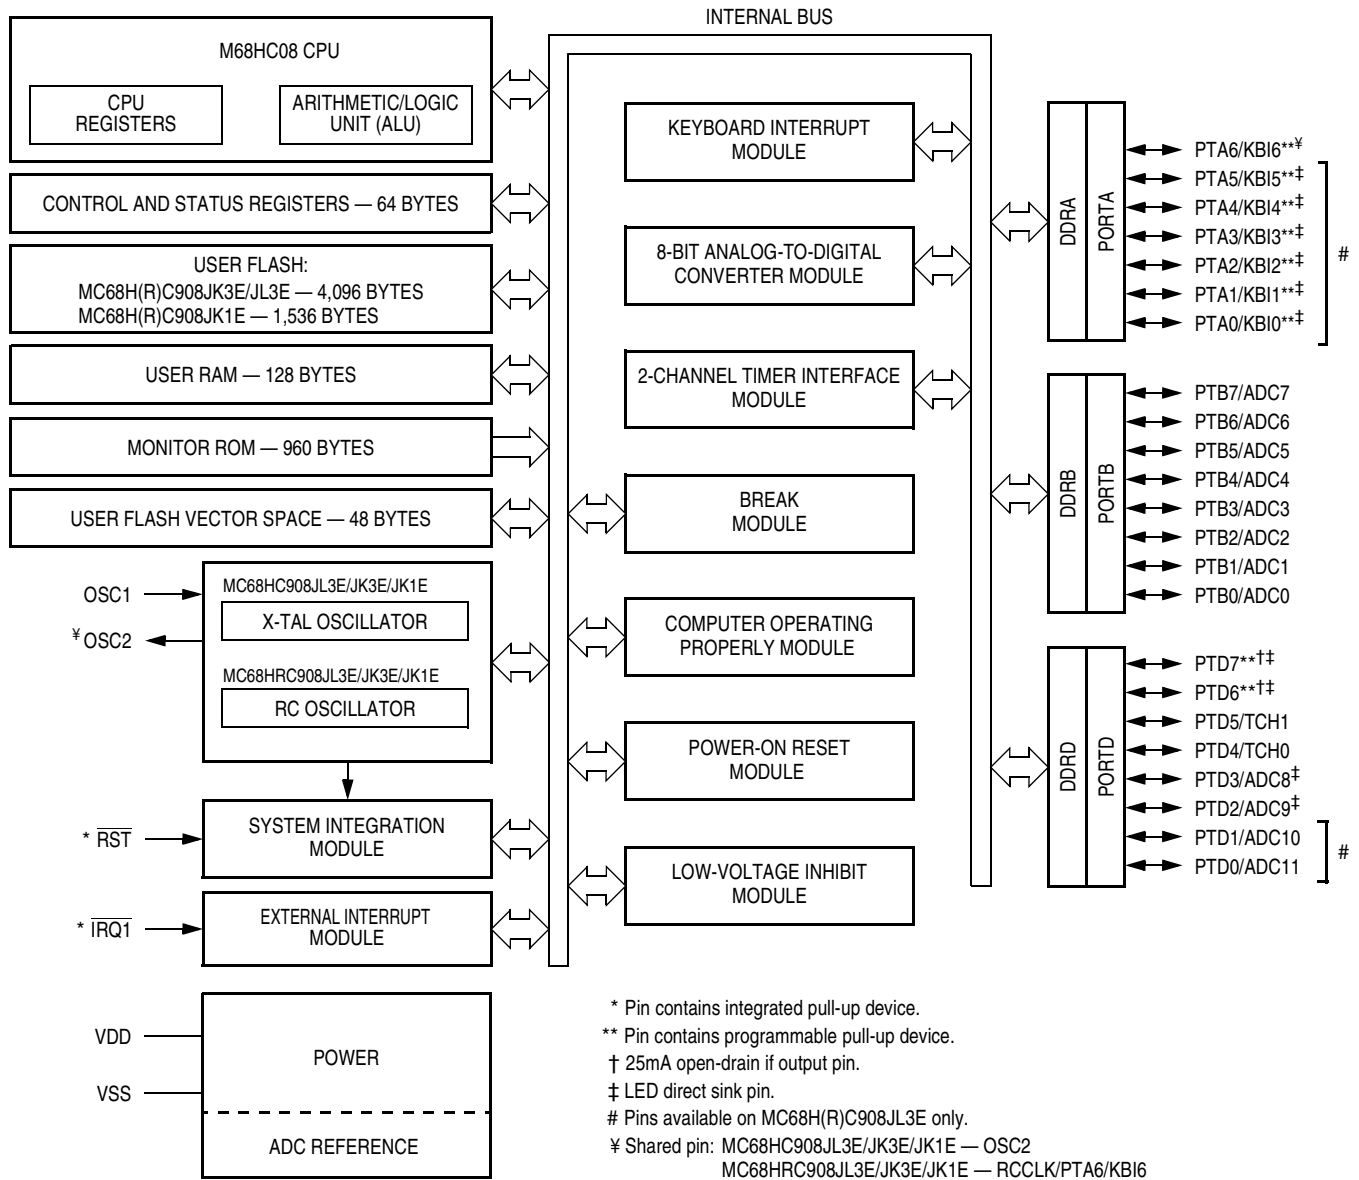 INTERNAL BUS
M68HC08 CPU
CPU
REGISTERS
ARITHMETIC/LOGIC
UNIT (ALU)
CONTROL AND STATUS REGISTERS — 64 BYTES
USER FLASH:
MC68H(R)C908JK3E/JL3E — 4,096 BYTES
MC68H(R)C908JK1E — 1,536 BYTES
USER RAM — 128 BYTES
MONITOR ROM — 960 BYTES
USER FLASH VECTOR SPACE — 48 BYTES
OSC1
¥ OSC2
MC68HC908JL3E/JK3E/JK1E
X-TAL OSCILLATOR
MC68HRC908JL3E/JK3E/JK1E
RC OSCILLATOR
* RST
SYSTEM INTEGRATION
MODULE
* IRQ1
EXTERNAL INTERRUPT
MODULE
VDD
VSS
POWER
ADC REFERENCE
KEYBOARD INTERRUPT
MODULE
8-BIT ANALOG-TO-DIGITAL
CONVERTER MODULE
2-CHANNEL TIMER INTERFACE
MODULE
BREAK
MODULE
COMPUTER OPERATING
PROPERLY MODULE
POWER-ON RESET
MODULE
LOW-VOLTAGE INHIBIT
MODULE
DDRA
PORTA
PTA6/KBI6**¥
PTA5/KBI5**‡
PTA4/KBI4**‡
PTA3/KBI3**‡
PTA2/KBI2**‡
PTA1/KBI1**‡
PTA0/KBI0**‡
#
DDRB
PORTB
PTB7/ADC7
PTB6/ADC6
PTB5/ADC5
PTB4/ADC4
PTB3/ADC3
PTB2/ADC2
PTB1/ADC1
PTB0/ADC0
DDRD
PORTD
PTD7**†‡
PTD6**†‡
PTD5/TCH1
PTD4/TCH0
PTD3/ADC8‡
PTD2/ADC9‡
PTD1/ADC10
PTD0/ADC11
#
* Pin contains integrated pull-up device.
** Pin contains programmable pull-up device.
† 25mA open-drain if output pin.
‡ LED direct sink pin.
# Pins available on MC68H(R)C908JL3E only.
¥ Shared pin: MC68HC908JL3E/JK3E/JK1E — OSC2
MC68HRC908JL3E/JK3E/JK1E — RCCLK/PTA6/KBI6